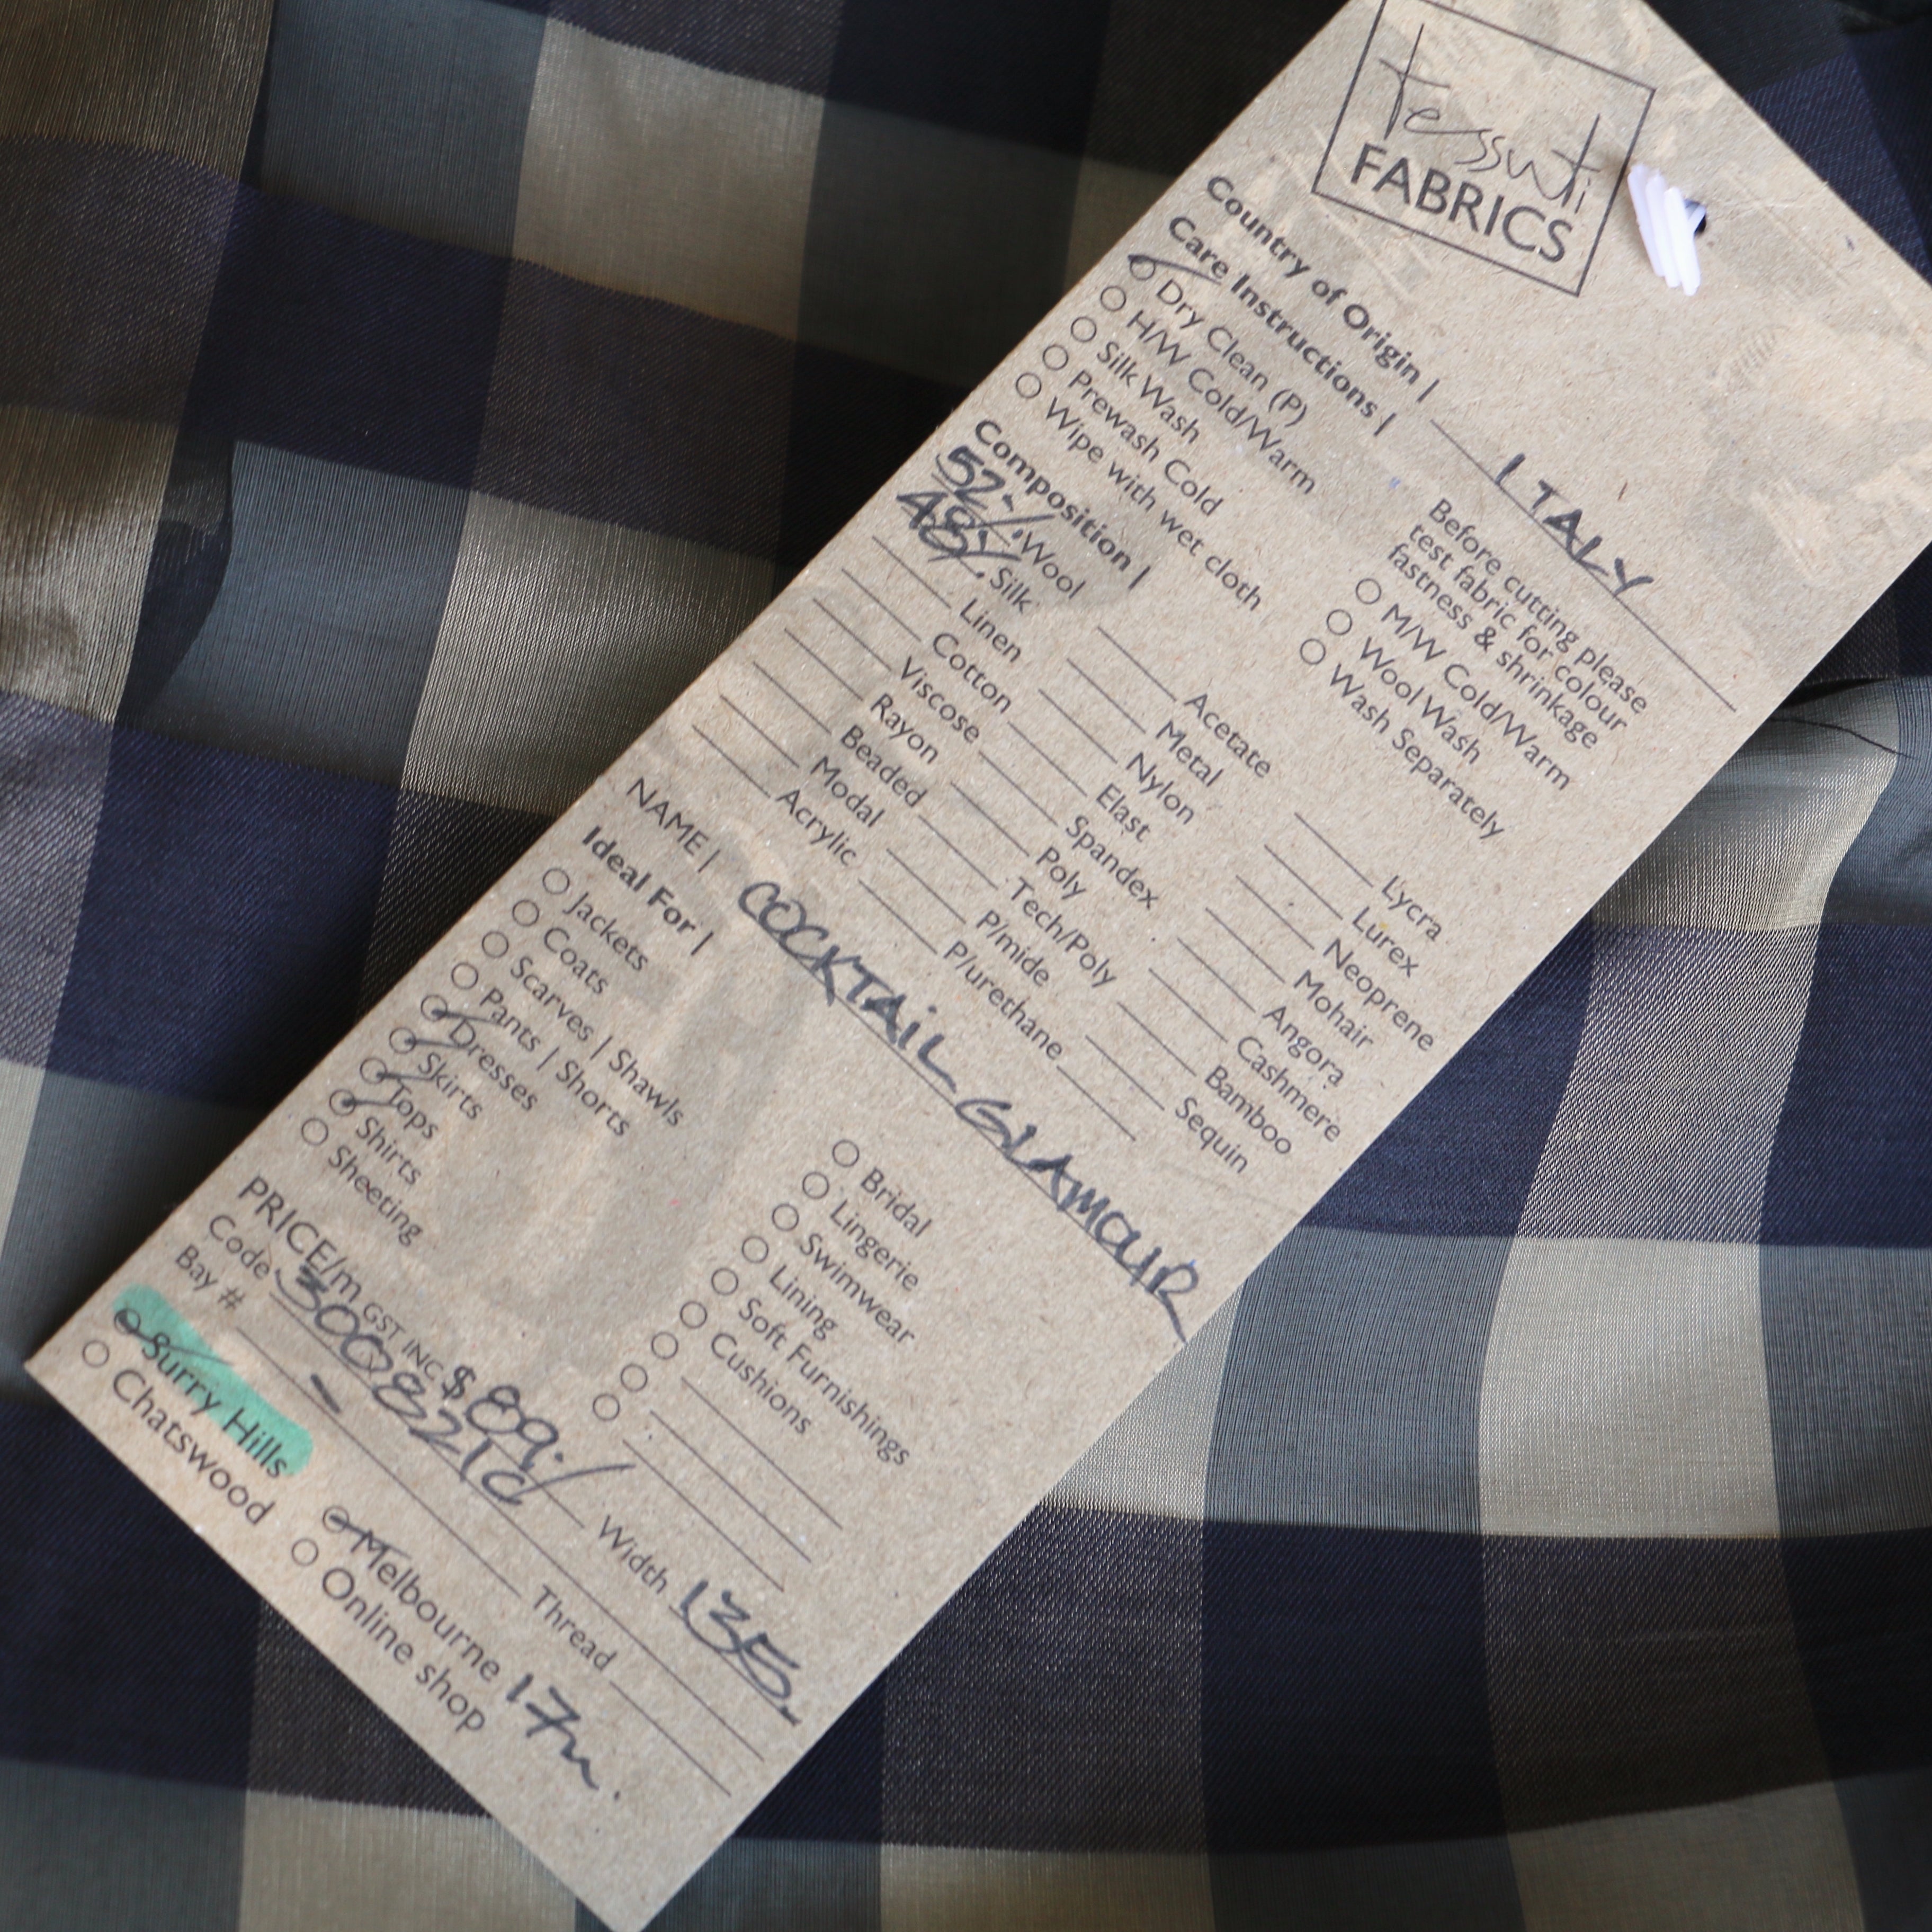 tessuti
FABRICS
Country of Origin | ITALY
Care Instructions |
Dry Clean (P)
H/W Cold/Warm
Silk Wash
Prewash Cold
Wipe with wet cloth
Before cutting please
test fabric for colour
fastness & shrinkage
M/W Cold/Warm
Wool Wash
Wash Separately
Composition |
52% Wool
48% Silk
Linen
Cotton
Viscose
Rayon
Beaded
Modal
Acrylic
Acetate
Metal
Nylon
Elast
Spandex
Poly
Tech/Poly
P/mide
P/urethane
Lycra
Lurex
Neoprene
Mohair
Angora
Cashmere
Bamboo
Sequin
NAME | COCKTAIL GLAMOUR
Ideal For |
Jackets
Coats
Scarves | Shawls
Pants | Shorts
Dresses
Skirts
Tops
Shirts
Sheeting
Bridal
Lingerie
Swimwear
Lining
Soft Furnishings
Cushions
PRICE/m GST INC $89. Width 135
Code 3008210 Thread
Bay #
Surry Hills
Chatswood
Melbourne 17m.
Online shop